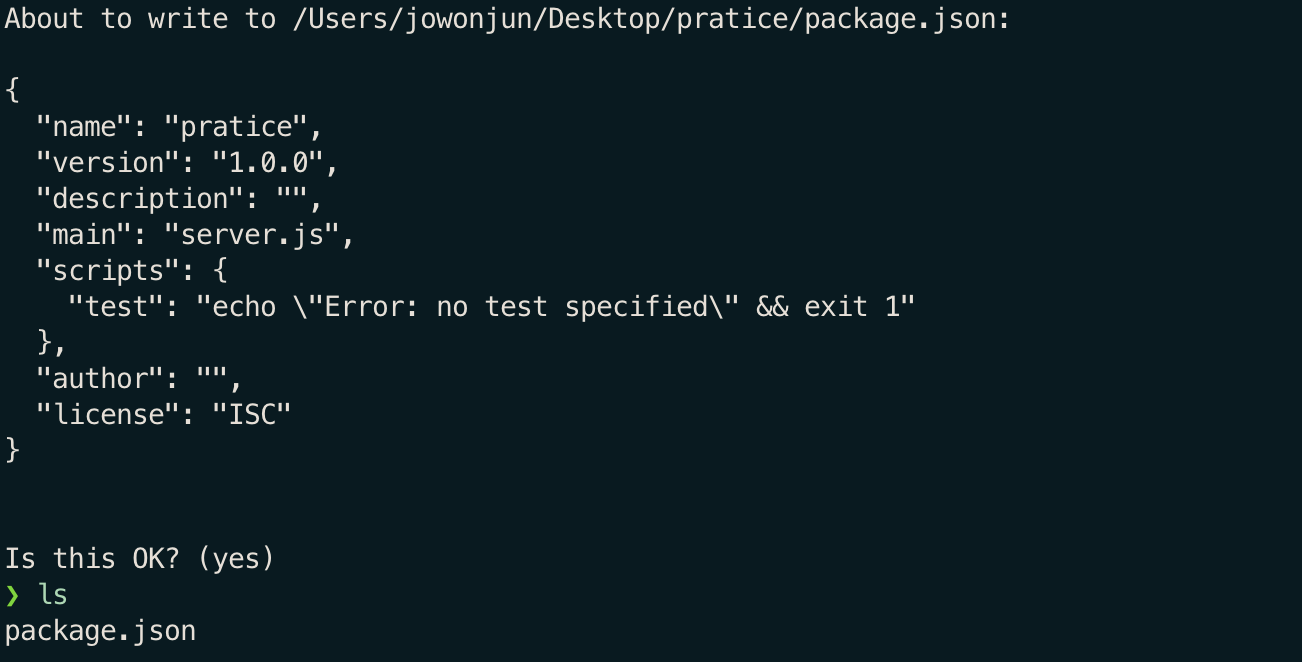 About to write to /Users/jowonjun/Desktop/pratice/package.json:
{
"name": "pratice",
"version": "1.0.0",
"description": "",
"main": "server.js",
"scripts": {
"test": "echo \"Error: no test specified\" && exit 1"
},
"author": "",
"license": "ISC"
}
Is this OK? (yes)
❯ ls
package.json